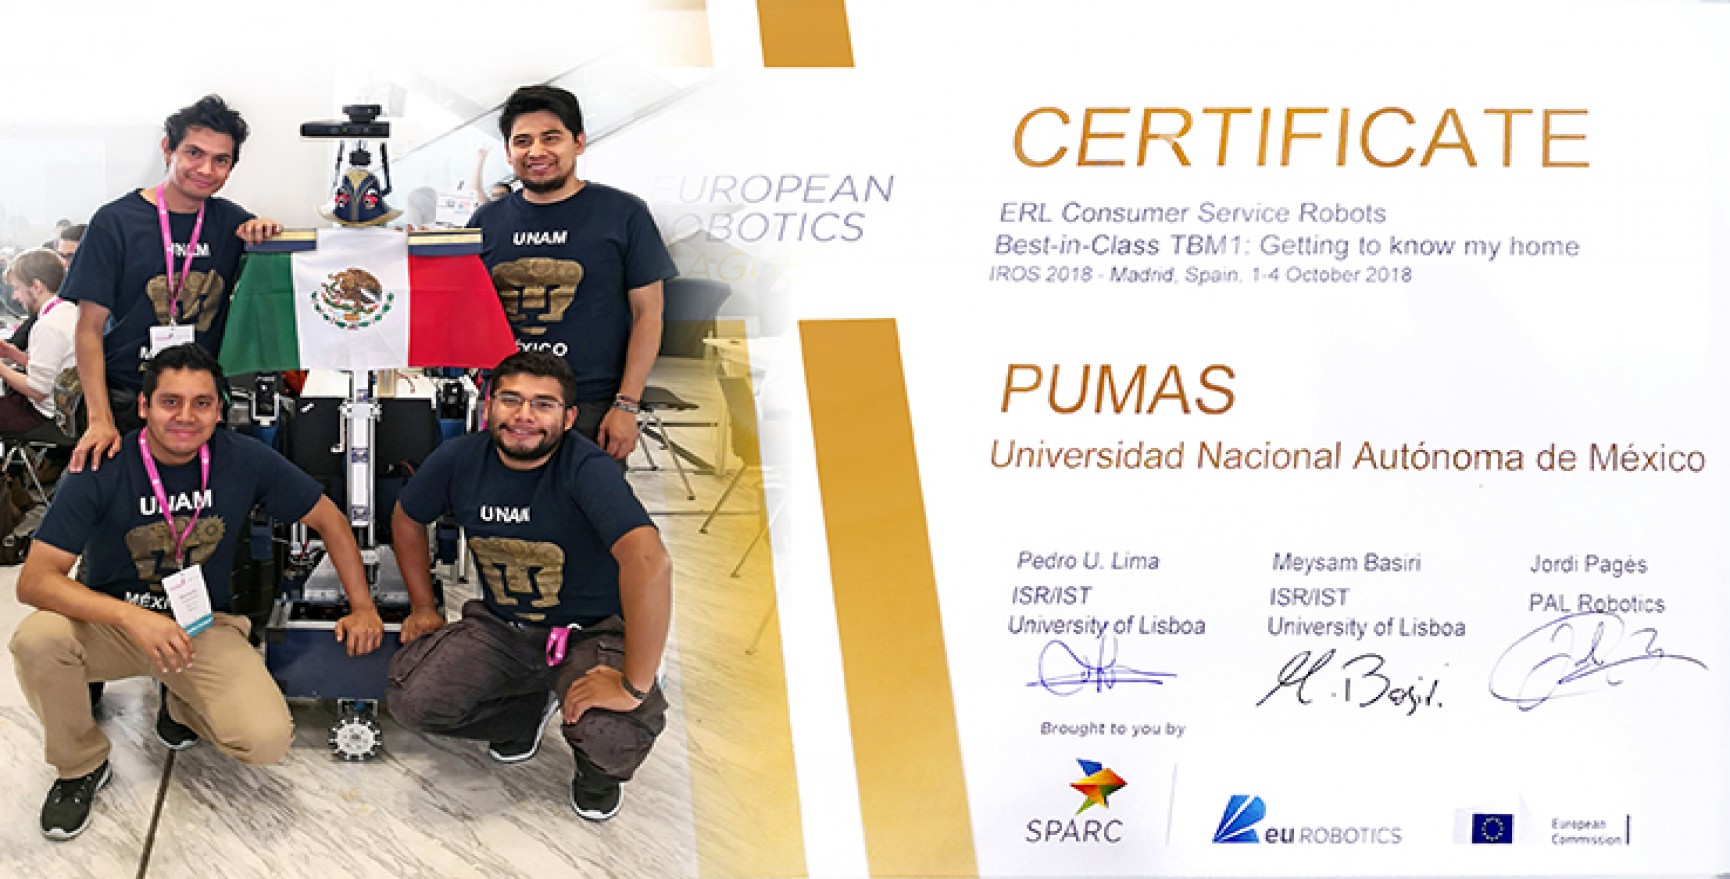 EUROPEAN
ROBOTICS
CERTIFICATE
ERL Consumer Service Robots
Best-in-Class TBM1: Getting to know my home
IROS 2018 - Madrid, Spain, 1-4 October 2018
PUMAS
Universidad Nacional Autónoma de México
Pedro U. Lima
ISR/IST
University of Lisboa
Meysam Basiri
ISR/IST
University of Lisboa
Jordi Pagès
PAL Robotics
M. Basiri.
Brought to you by
SPARC
eu ROBOTICS
European
Commission
UNAM
UNAM
MÉXICO
UNAM
MÉXICO
UNAM